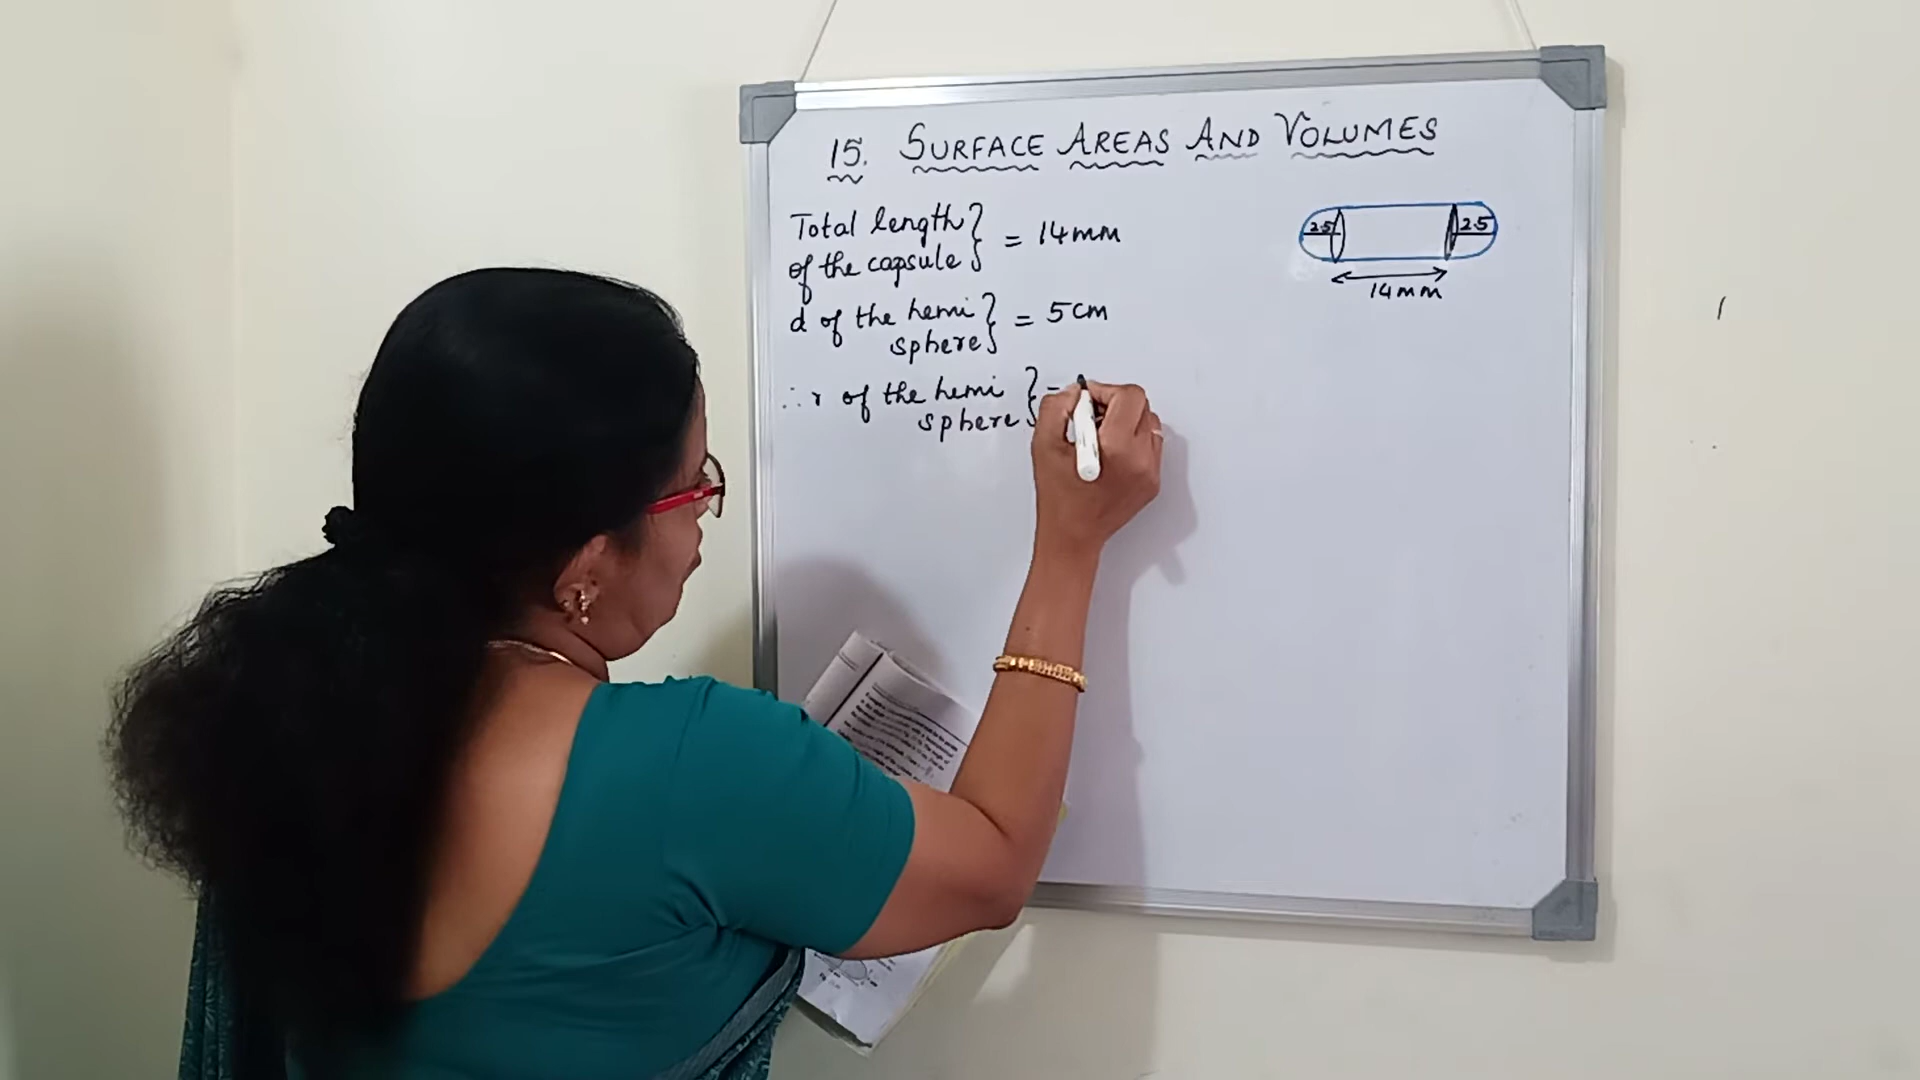 15. SURFACE AREAS AND VOLUMES
Total length
of the capsule } = 14mm
d of the hemi
sphere } = 5cm
∴ r of the hemi
sphere } =
2.5 2.5
14mm